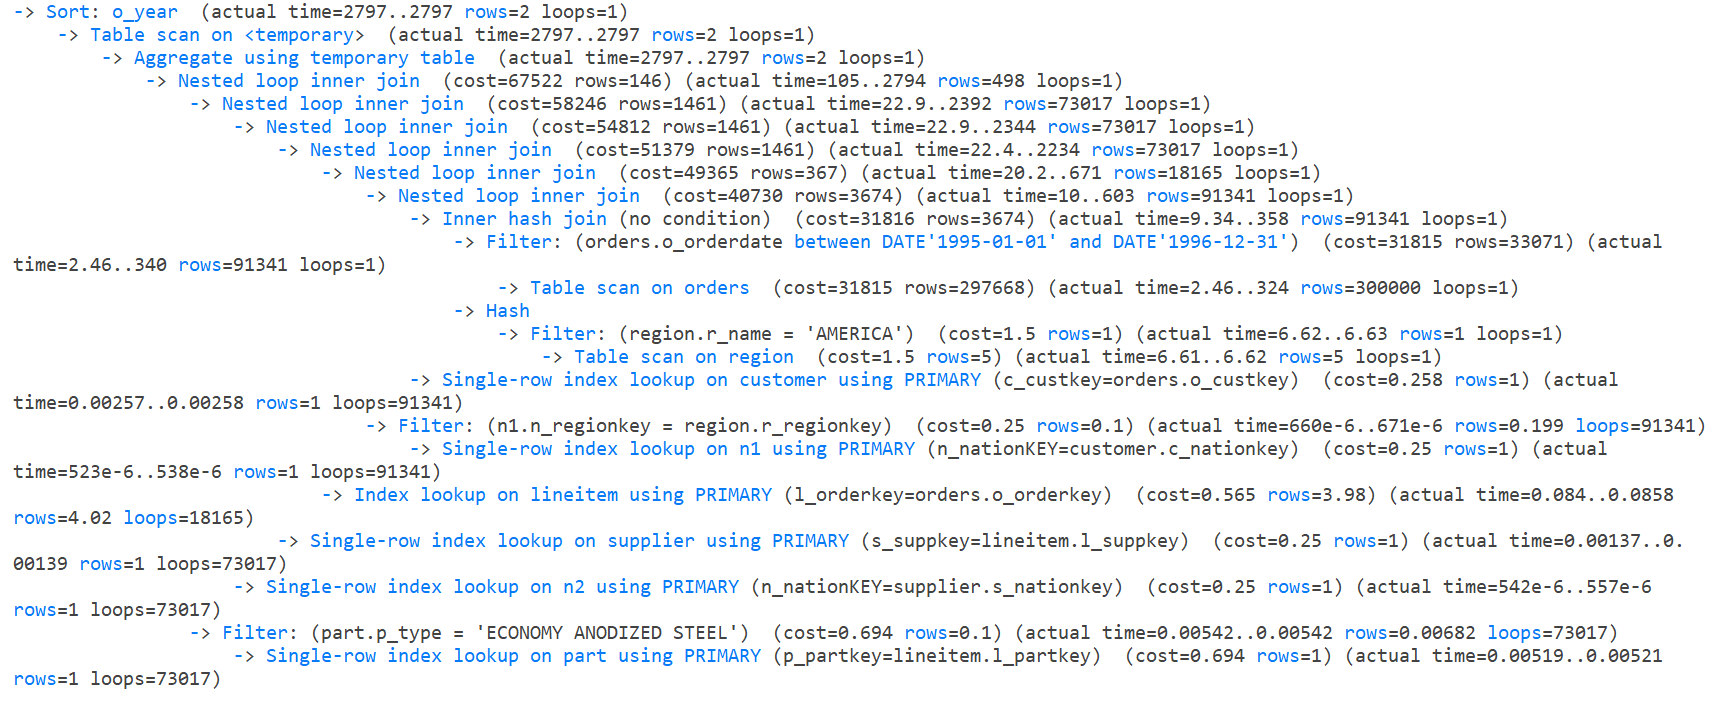 -> Sort: o_year  (actual time=2797..2797 rows=2 loops=1)
-> Table scan on <temporary>  (actual time=2797..2797 rows=2 loops=1)
-> Aggregate using temporary table  (actual time=2797..2797 rows=2 loops=1)
-> Nested loop inner join  (cost=67522 rows=146) (actual time=105..2794 rows=498 loops=1)
-> Nested loop inner join  (cost=58246 rows=1461) (actual time=22.9..2392 rows=73017 loops=1)
-> Nested loop inner join  (cost=54812 rows=1461) (actual time=22.9..2344 rows=73017 loops=1)
-> Nested loop inner join  (cost=51379 rows=1461) (actual time=22.4..2234 rows=73017 loops=1)
-> Nested loop inner join  (cost=49365 rows=367) (actual time=20.2..671 rows=18165 loops=1)
-> Nested loop inner join  (cost=40730 rows=3674) (actual time=10..603 rows=91341 loops=1)
-> Inner hash join (no condition)  (cost=31816 rows=3674) (actual time=9.34..358 rows=91341 loops=1)
-> Filter: (orders.o_orderdate between DATE'1995-01-01' and DATE'1996-12-31')  (cost=31815 rows=33071) (actual
time=2.46..340 rows=91341 loops=1)
-> Table scan on orders  (cost=31815 rows=297668) (actual time=2.46..324 rows=300000 loops=1)
-> Hash
-> Filter: (region.r_name = 'AMERICA')  (cost=1.5 rows=1) (actual time=6.62..6.63 rows=1 loops=1)
-> Table scan on region  (cost=1.5 rows=5) (actual time=6.61..6.62 rows=5 loops=1)
-> Single-row index lookup on customer using PRIMARY (c_custkey=orders.o_custkey)  (cost=0.258 rows=1) (actual
time=0.00257..0.00258 rows=1 loops=91341)
-> Filter: (n1.n_regionkey = region.r_regionkey)  (cost=0.25 rows=0.1) (actual time=660e-6..671e-6 rows=0.199 loops=91341)
-> Single-row index lookup on n1 using PRIMARY (n_nationKEY=customer.c_nationkey)  (cost=0.25 rows=1) (actual
time=523e-6..538e-6 rows=1 loops=91341)
-> Index lookup on lineitem using PRIMARY (l_orderkey=orders.o_orderkey)  (cost=0.565 rows=3.98) (actual time=0.084..0.0858
rows=4.02 loops=18165)
-> Single-row index lookup on supplier using PRIMARY (s_suppkey=lineitem.l_suppkey)  (cost=0.25 rows=1) (actual time=0.00137..0.
00139 rows=1 loops=73017)
-> Single-row index lookup on n2 using PRIMARY (n_nationKEY=supplier.s_nationkey)  (cost=0.25 rows=1) (actual time=542e-6..557e-6
rows=1 loops=73017)
-> Filter: (part.p_type = 'ECONOMY ANODIZED STEEL')  (cost=0.694 rows=0.1) (actual time=0.00542..0.00542 rows=0.00682 loops=73017)
-> Single-row index lookup on part using PRIMARY (p_partkey=lineitem.l_partkey)  (cost=0.694 rows=1) (actual time=0.00519..0.00521
rows=1 loops=73017)